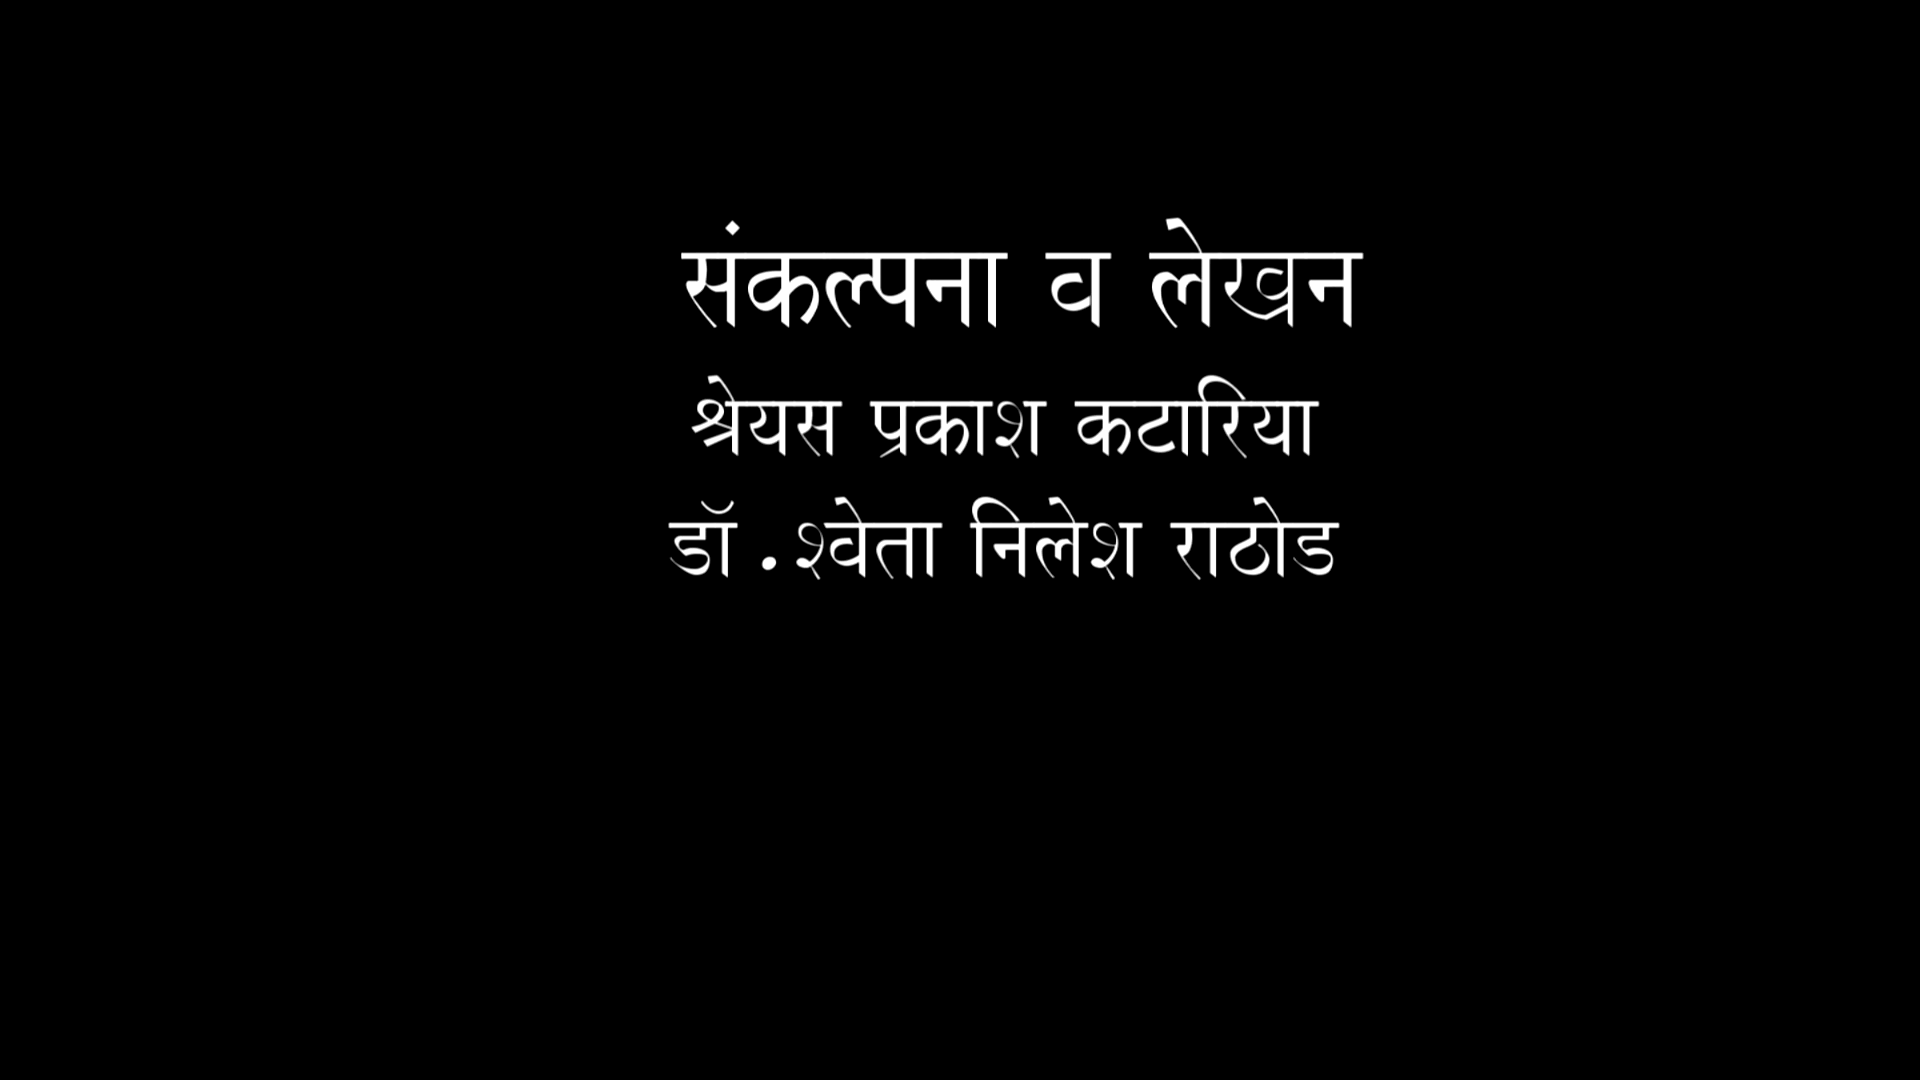 संकल्पना व लेखन
श्रेयस प्रकाश कटारिया
डॉ.श्वेता निलेश राठोड